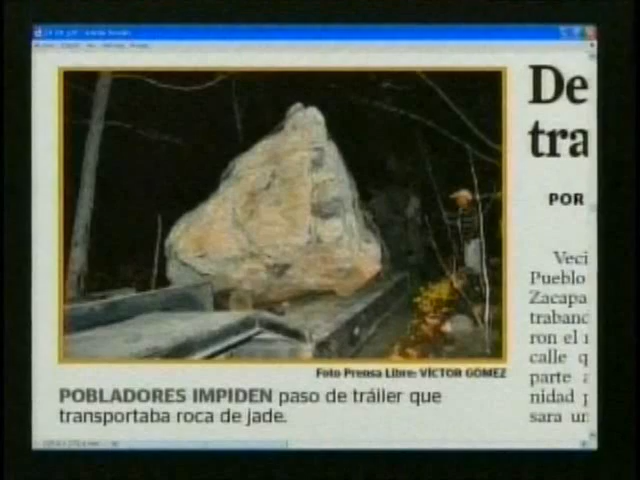 De
tra
POR
Foto Prensa Libre: VÍCTOR GÓMEZ
POBLADORES IMPIDEN paso de tráiler que
transportaba roca de jade.
Veci
Pueblo
Zacapa
trabanc
ron el
calle q
parte
nidad
sara un